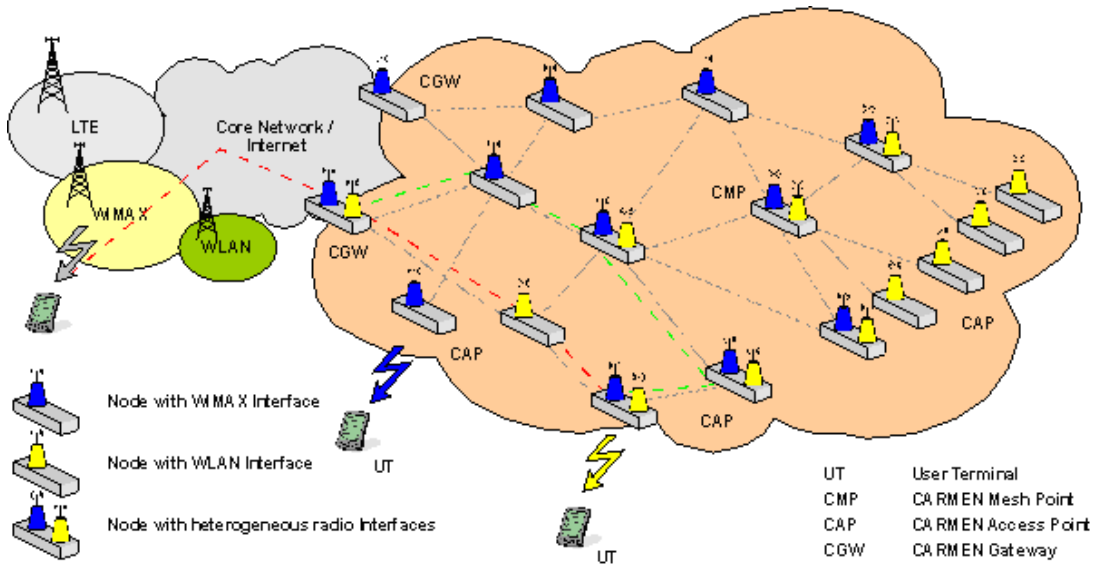 CGW
LTE
Core Network /
Internet
CMP
WIMAX
WLAN
CGW
CAP
CAP
CAP
Node with WIMAX Interface
UT
Node with WLAN Interface
Node with heterogeneous radio Interfaces
UT
UT User Terminal
CMP CARMEN Mesh Point
CAP CARMEN Access Point
CGW CARMEN Gateway